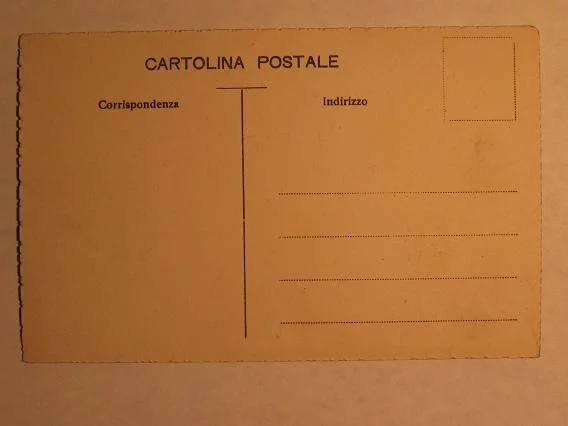 CARTOLINA POSTALE
Corrispondenza
Indirizzo